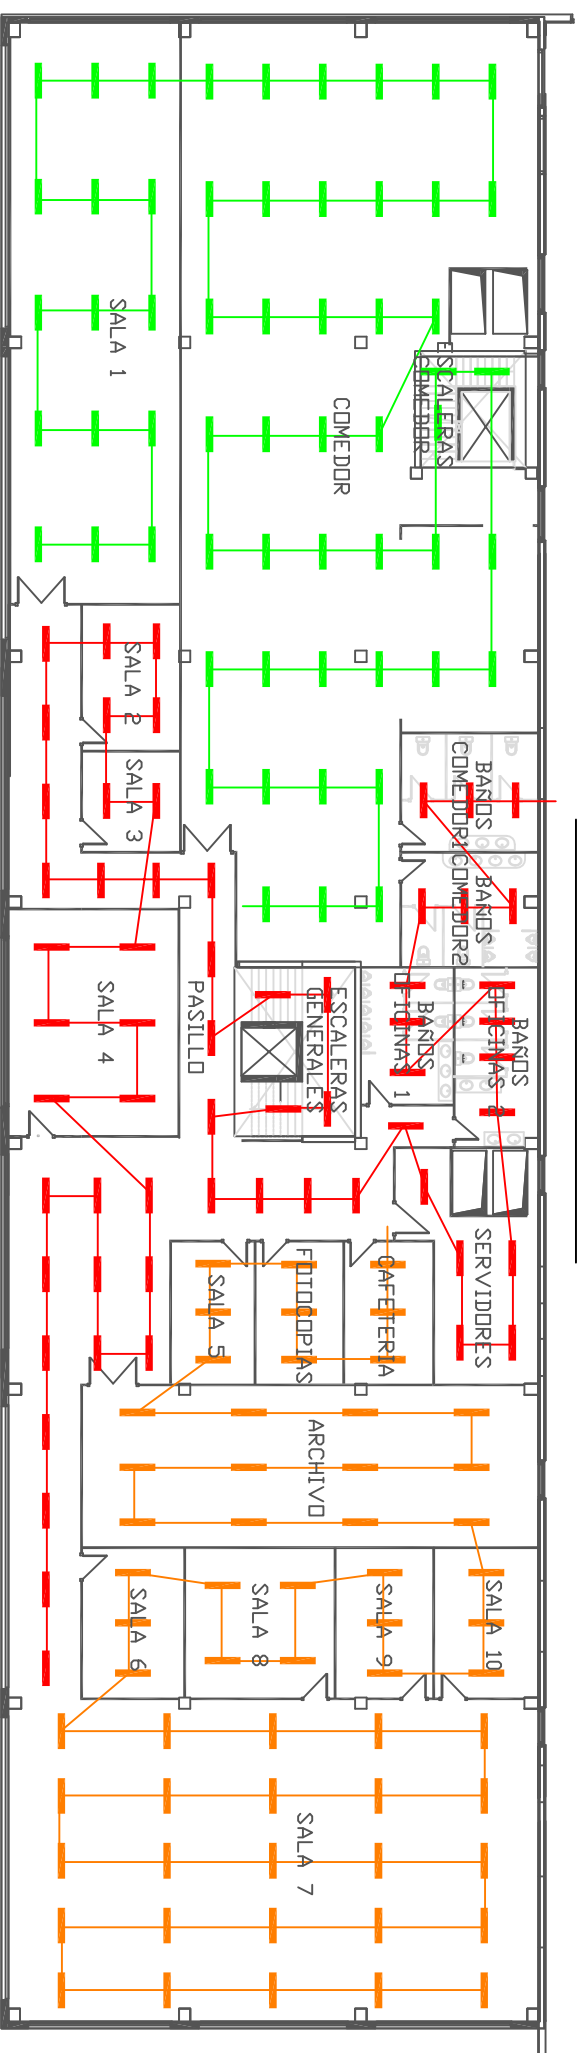 SALA 1
COMEDOR
ESCALERAS
COMEDOR
SALA 2
SALA 3
BAÑOS
COMEDOR1
BAÑOS
COMEDOR2
SALA 4
PASILLO
ESCALERAS
GENERALES
BAÑOS
OFICINAS 1
BAÑOS
OFICINAS 2
SERVIDORES
CAFETERIA
FOTOCOPIAS
SALA 5
ARCHIVO
SALA 6
SALA 8
SALA 9
SALA 10
SALA 7